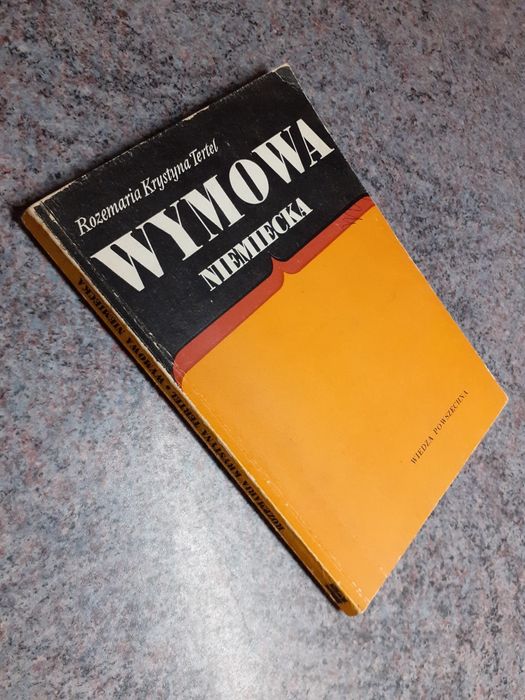 Rozemaria Krystyna Tertel
WYMOWA
NIEMIECKA
WIEDZA POWSZECHNA
ROZEMARIA KRYSTYNA TERTEL • WYMOWA NIEMIECKA